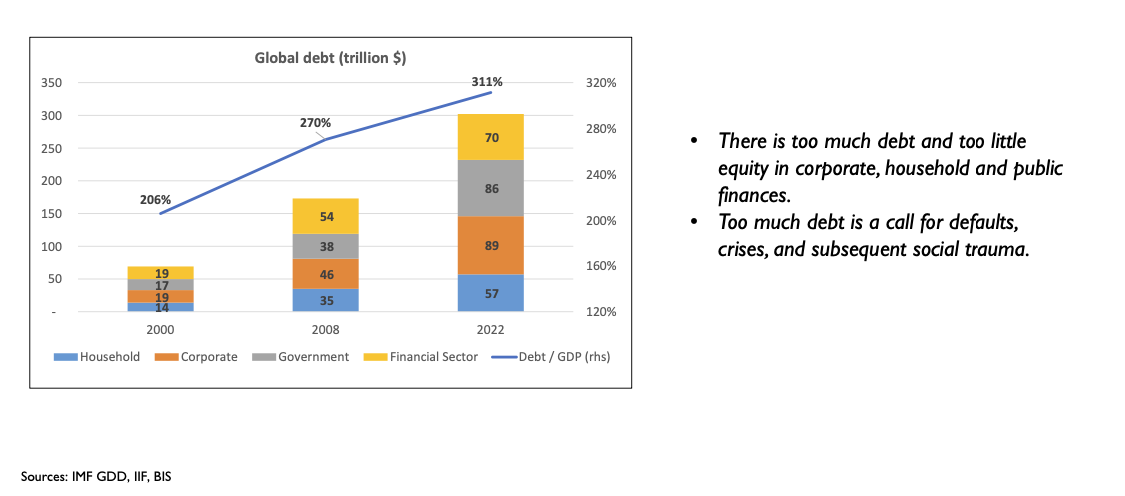 Global debt (trillion $)
350
300
250
200
150
100
50
-
320%
280%
240%
200%
160%
120%
206%
270%
311%
19
17
19
14
54
38
46
35
70
86
89
57
2000
2008
2022
Household
Corporate
Government
Financial Sector
Debt / GDP (rhs)
• There is too much debt and too little
equity in corporate, household and public
finances.
• Too much debt is a call for defaults,
crises, and subsequent social trauma.
Sources: IMF GDD, IIF, BIS